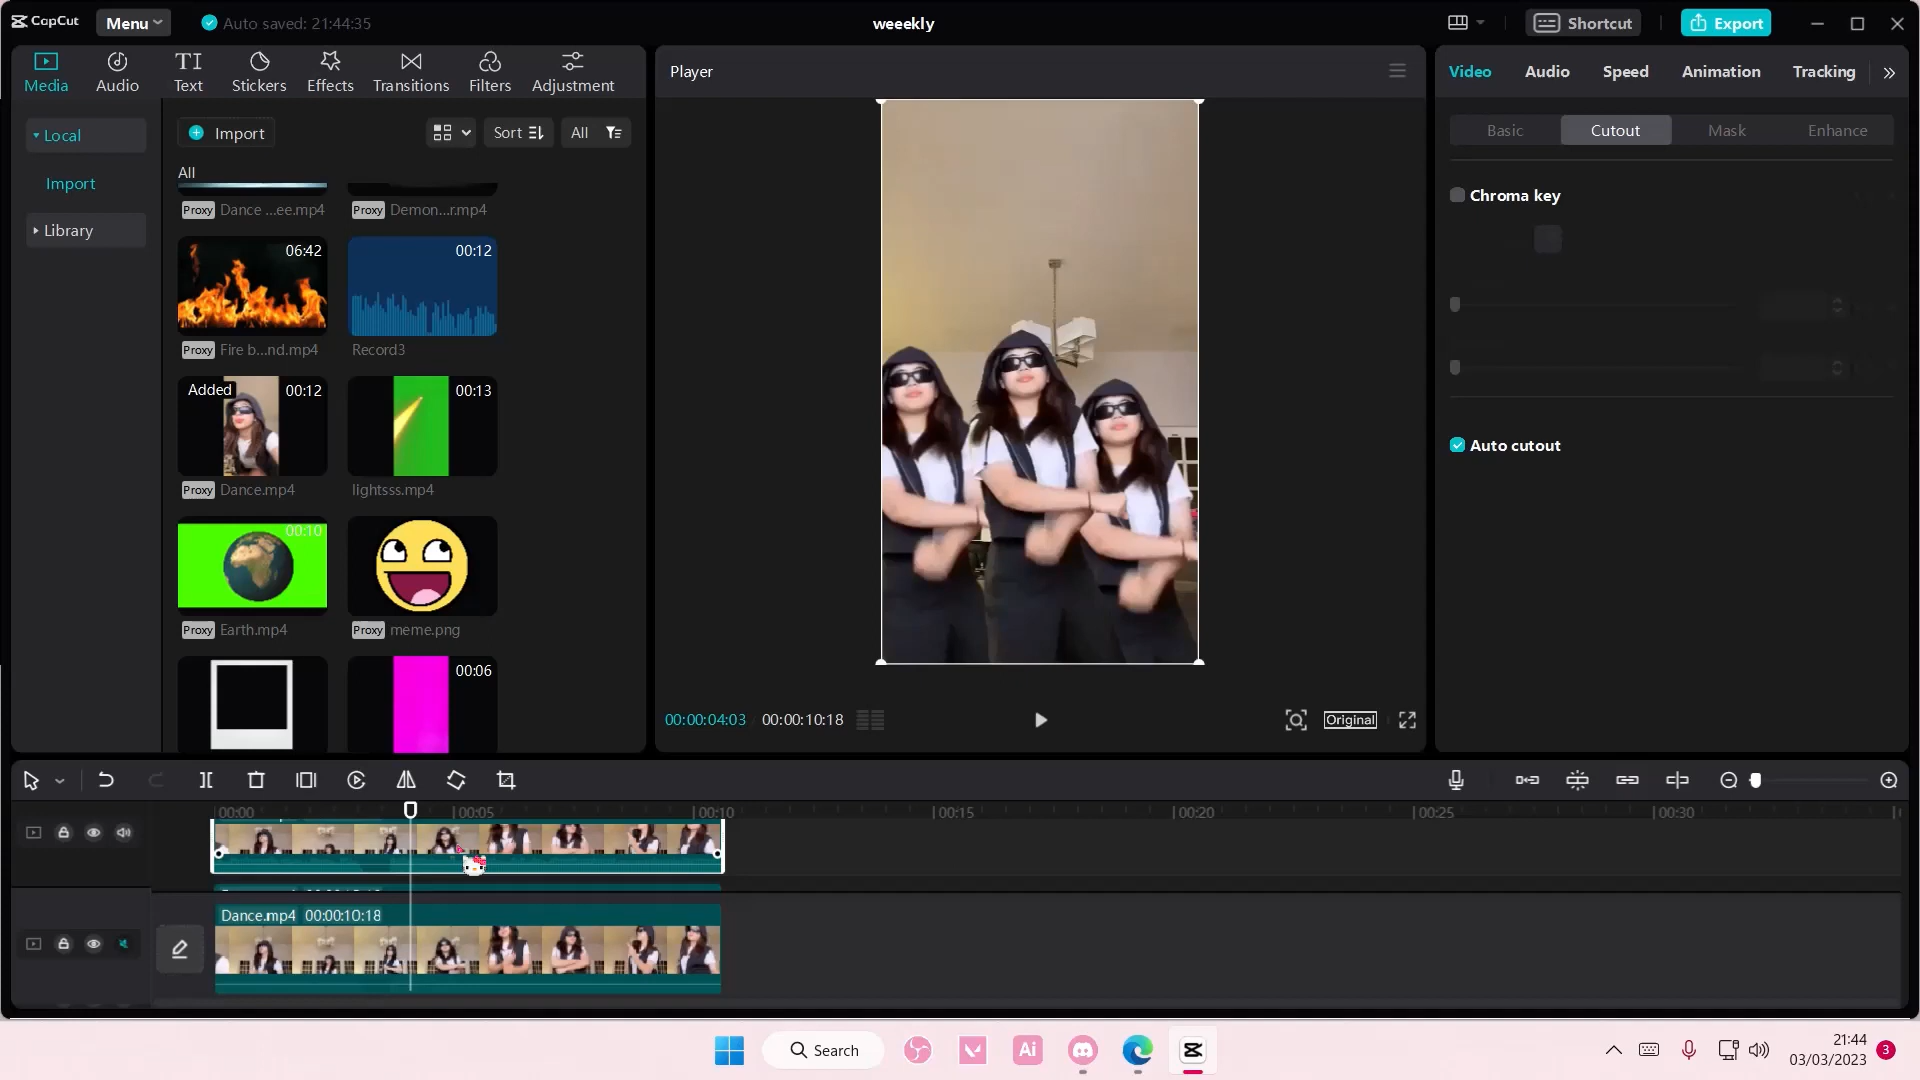 CapCut
Menu
Auto saved: 21:44:35
weeekly
Shortcut
Export
Media
Audio
Text
Stickers
Effects
Transitions
Filters
Adjustment
Local
Import
Library
Import
Sort
All
All
Proxy Dance ...ee.mp4
Proxy Demon...r.mp4
06:42
00:12
Proxy Fire b...nd.mp4
Record3
Added
00:12
00:13
Proxy Dance.mp4
lightsss.mp4
00:10
Proxy Earth.mp4
Proxy meme.png
00:06
Player
00:00:04:03
00:00:10:18
Original
Video
Audio
Speed
Animation
Tracking
Basic
Cutout
Mask
Enhance
Chroma key
Auto cutout
00:00
00:05
00:10
00:15
00:20
00:25
00:30
Dance.mp4 00:00:10:18
Search
Ai
21:44
03/03/2023
3